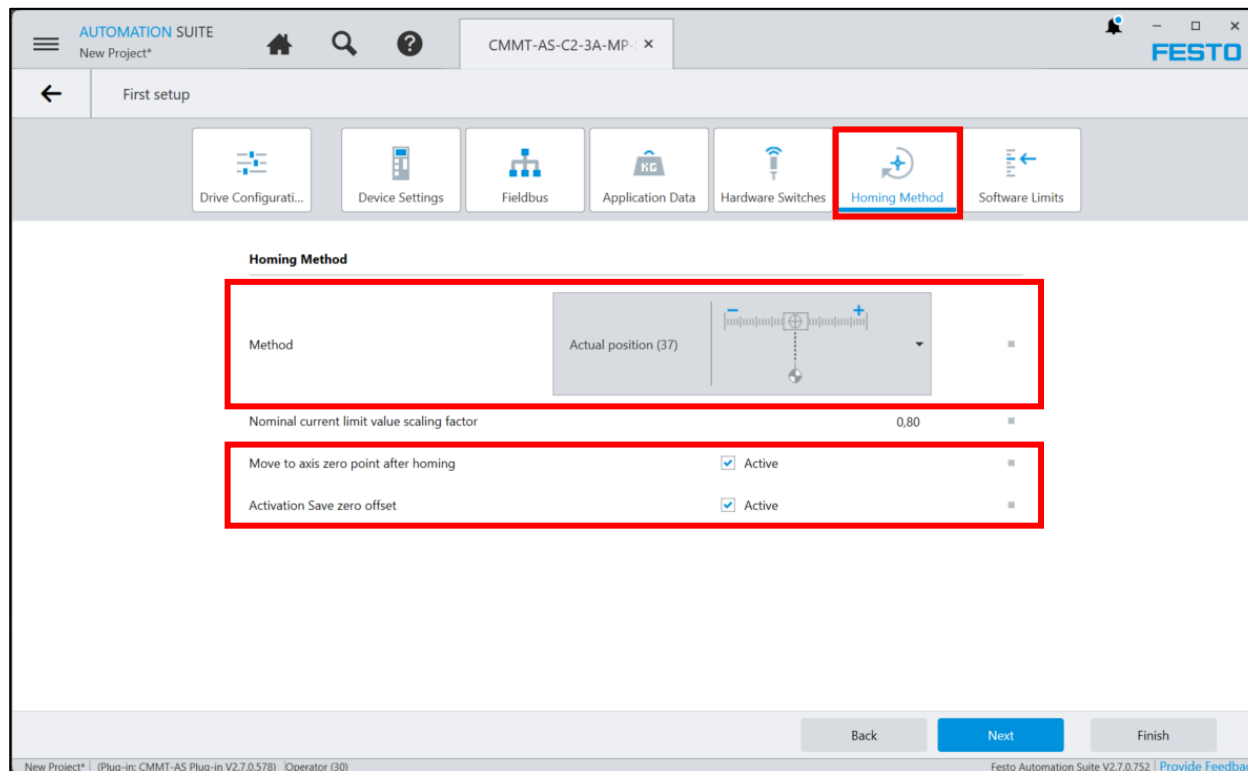 AUTOMATION SUITE
New Project*
CMMT-AS-C2-3A-MP-
FESTO
First setup
Drive Configurati...
Device Settings
Fieldbus
KG
Application Data
Hardware Switches
Homing Method
Software Limits
Homing Method
Method
Actual position (37)
Nominal current limit value scaling factor
0,80
Move to axis zero point after homing
Active
Activation Save zero offset
Active
Back
Next
Finish
New Project* (Plug-in: CMMT-AS Plug-in V2.7.0.578) Operator (30)
Festo Automation Suite V2.7.0.752 Provide Feedbac